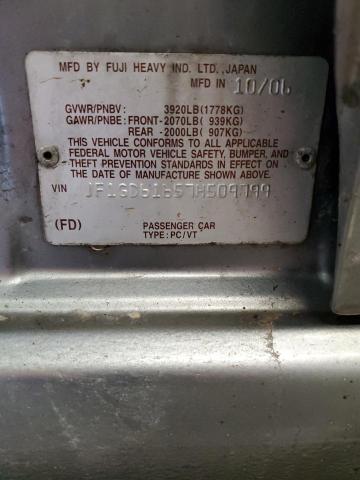 MFD BY FUJI HEAVY IND. LTD., JAPAN
MFD IN 10/06
GVWR/PNBV : 3920LB(1778KG)
GAWR/PNBE: FRONT-2070LB( 939KG)
REAR -2000LB( 907KG)
THIS VEHICLE CONFORMS TO ALL APPLICABLE
FEDERAL MOTOR VEHICLE SAFETY, BUMPER, AND
THEFT PREVENTION STANDARDS IN EFFECT
ON THE DATE OF MANUFACTURE SHOWN ABOVE.
VIN JF1GD61657H509799
(FD) PASSENGER CAR
TYPE: PC/VT